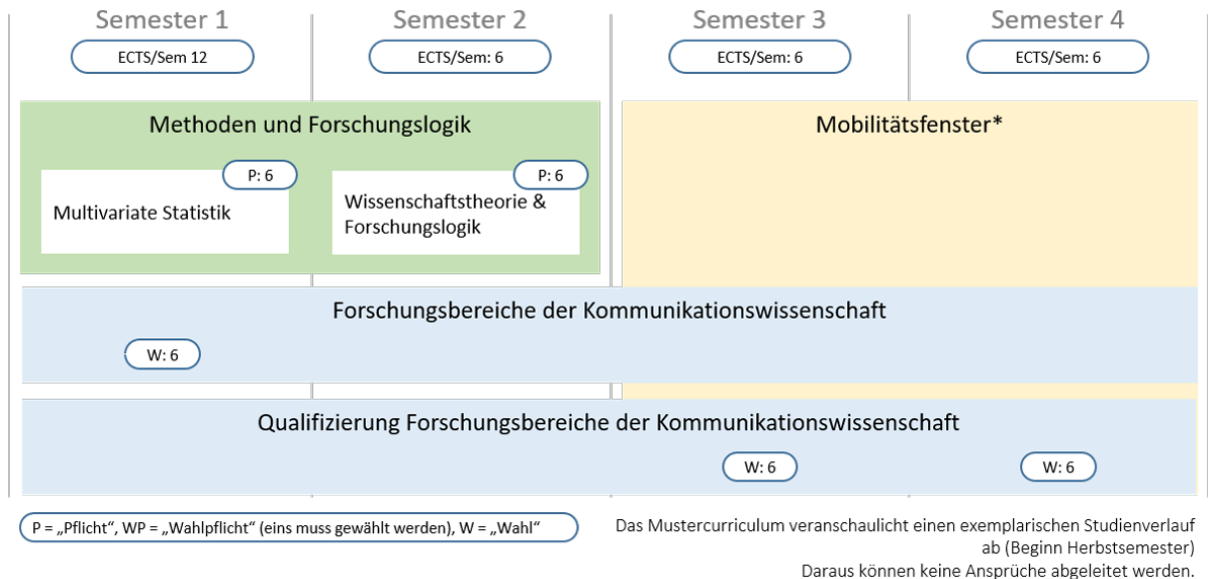 Semester 1
Semester 2
Semester 3
Semester 4
ECTS/Sem 12
ECTS/Sem: 6
ECTS/Sem: 6
ECTS/Sem: 6
Methoden und Forschungslogik
Mobilitätsfenster*
P: 6
P: 6
Multivariate Statistik
Wissenschaftstheorie &
Forschungslogik
Forschungsbereiche der Kommunikationswissenschaft
W: 6
Qualifizierung Forschungsbereiche der Kommunikationswissenschaft
W: 6
W: 6
P = „Pflicht“, WP = „Wahlpflicht“ (eins muss gewählt werden), W = „Wahl“
Das Mustercurriculum veranschaulicht einen exemplarischen Studienverlauf
ab (Beginn Herbstsemester)
Daraus können keine Ansprüche abgeleitet werden.